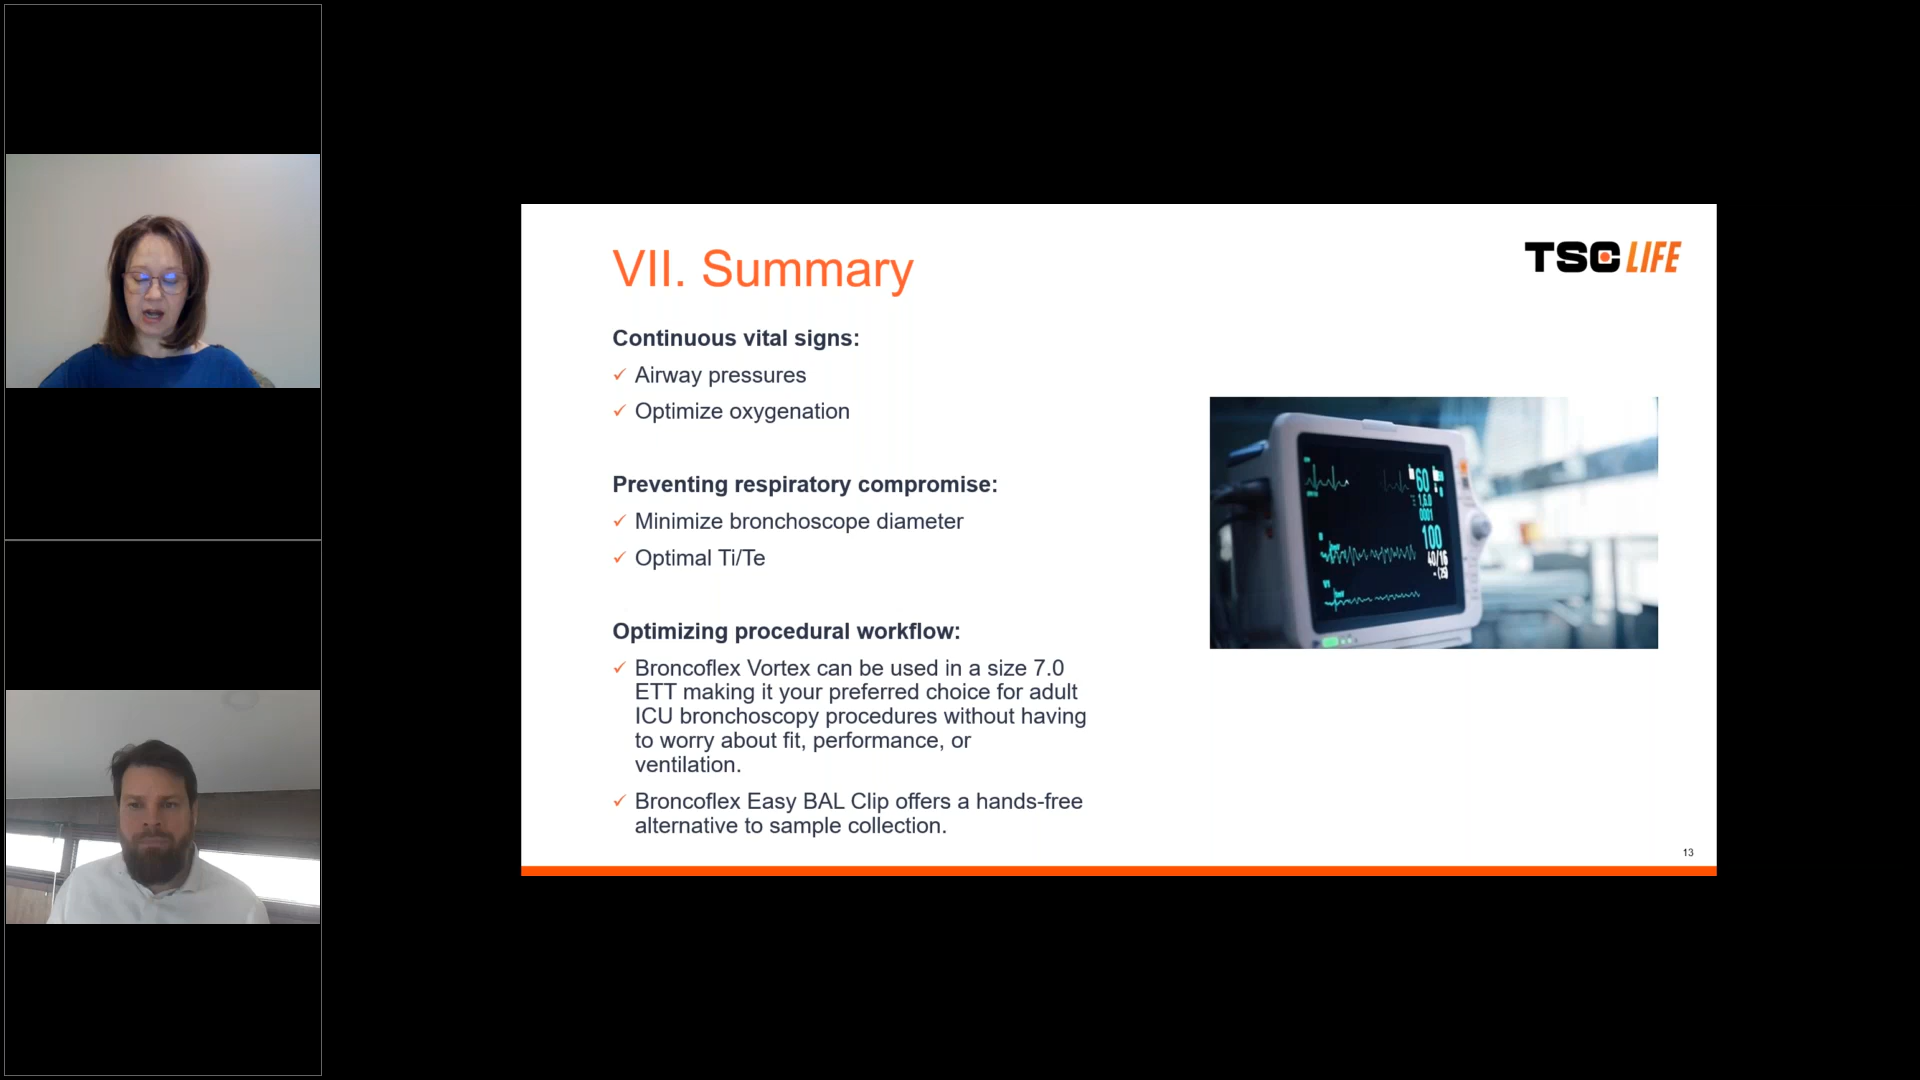 VII. Summary
TSC LIFE
Continuous vital signs:
✓ Airway pressures
✓ Optimize oxygenation
Preventing respiratory compromise:
✓ Minimize bronchoscope diameter
✓ Optimal Ti/Te
Optimizing procedural workflow:
✓ Broncoflex Vortex can be used in a size 7.0
ETT making it your preferred choice for adult
ICU bronchoscopy procedures without having
to worry about fit, performance, or
ventilation.
✓ Broncoflex Easy BAL Clip offers a hands-free
alternative to sample collection.
60
100
13